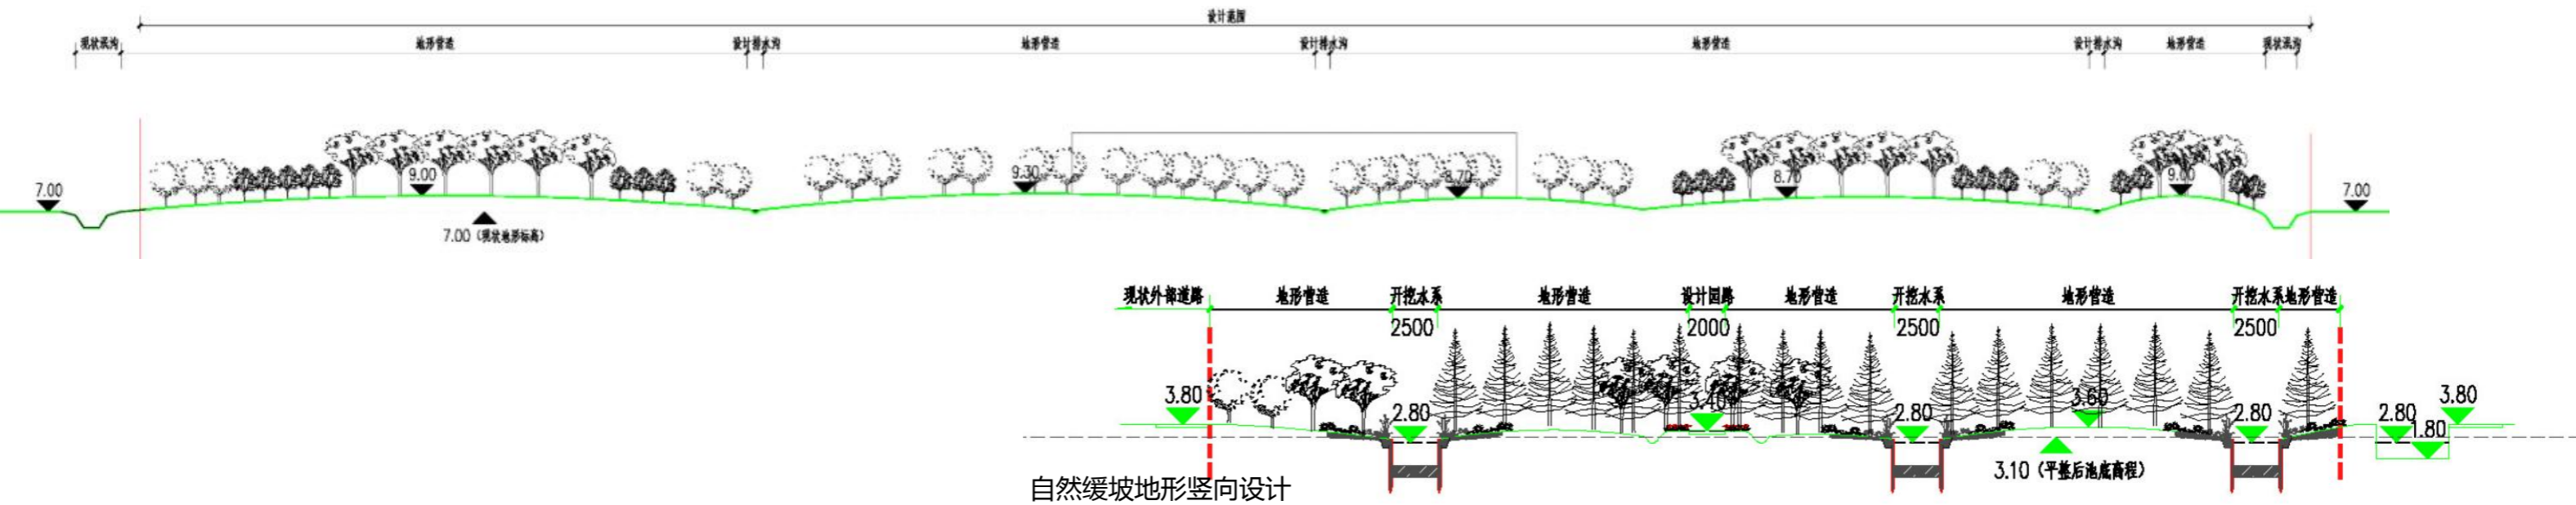 设计范围
现状泯沟 地形营造 设计排水沟 地形营造 设计排水沟 地形营造 设计排水沟 地形营造 现状泯沟
7.00 9.00 9.30 8.70 8.70 9.00 7.00
7.00（现状地形标高）
现状外部道路 地形营造 开挖水系 地形营造 设计园路 地形营造 开挖水系 地形营造 开挖水系 地形营造
2500 2000 2500 2500
3.80 2.80 3.40 2.80 3.60 2.80 2.80 3.80
1.80
3.10（平整后池底高程）
自然缓坡地形竖向设计